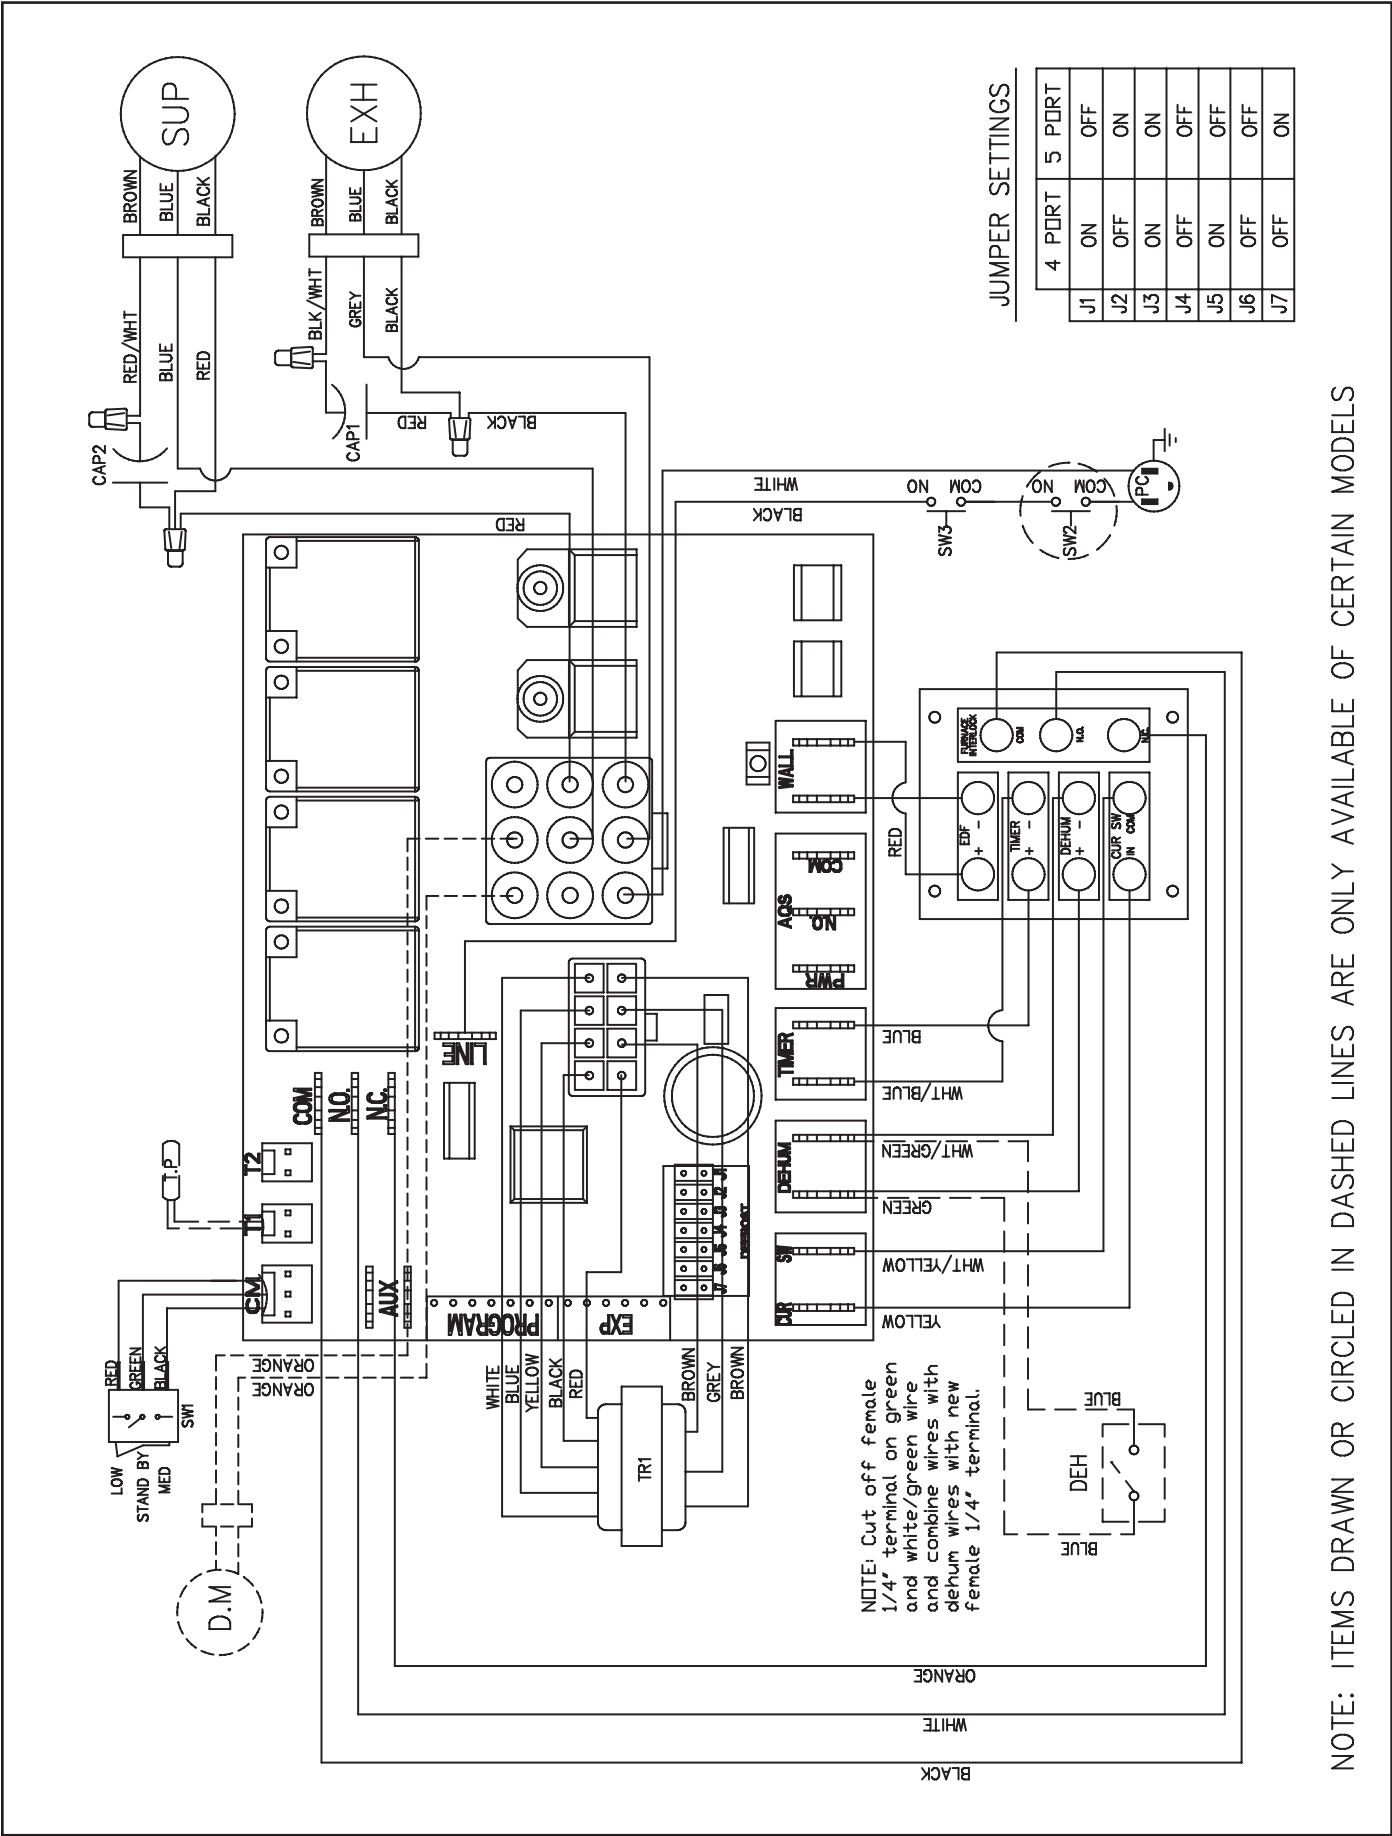 SUP
EXH
BROWN
BLUE
BLACK
BROWN
BLUE
BLACK
RED/WHT
BLUE
RED
BLK/WHT
GREY
BLACK
CAP2
CAP1
RED
BLACK
RED
WHITE
BLACK
NO
COM
SW3
NO
COM
SW2
PC
JUMPER SETTINGS
4 PORT 5 PORT
J1 ON OFF
J2 OFF ON
J3 ON ON
J4 OFF OFF
J5 ON OFF
J6 OFF OFF
J7 OFF ON
T.P
T2
T1
CM
COM
N.O.
N.C.
AUX
LINE
PROGRAM
EXP
J1
J2
J3
J4
J5
J6
J7
DEFROST
WALL
COM
AQS
N.O.
PWR
TIMER
DEHUM
SW
CUR
RED
FURNACE
INTERLOCK
COM
N.O.
N.C.
EDF
+ -
TIMER
+ -
DEHUM
+ -
CUR SW
IN COM
BLUE
WHT/BLUE
WHT/GREEN
GREEN
WHT/YELLOW
YELLOW
RED
GREEN
BLACK
SW1
LOW
STAND BY
MED
ORANGE
ORANGE
D.M
WHITE
BLUE
YELLOW
BLACK
RED
BROWN
GREY
BROWN
TR1
NOTE: Cut off female
1/4" terminal on green
and white/green wire
and combine wires with
dehum wires with new
female 1/4" terminal.
BLUE
DEH
BLUE
ORANGE
WHITE
BLACK
NOTE: ITEMS DRAWN OR CIRCLED IN DASHED LINES ARE ONLY AVAILABLE OF CERTAIN MODELS